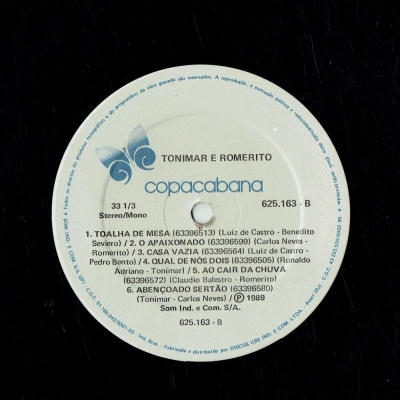 TONIMAR E ROMERITO
copacabana
33 1/3
Stereo/Mono
625.163 - B
1. TOALHA DE MESA (63396513) (Luiz de Castro - Benedito
Seviero) / 2. O APAIXONADO (63396599) (Carlos Neves -
Romerito) / 3. CASA VAZIA (63396564) (Luiz de Castro -
Pedro Bento) / 4. QUAL DE NÓS DOIS (63396505) (Ronaldo
Adriano - Tonimar) / 5. AO CAIR DA CHUVA
(63396572) (Claudio Balestro - Romerito)
6. ABENÇOADO SERTÃO (63396580)
(Tonimar - Carlos Neves) / Ⓟ 1989
Som Ind. e Com. S/A.
625.163 - B